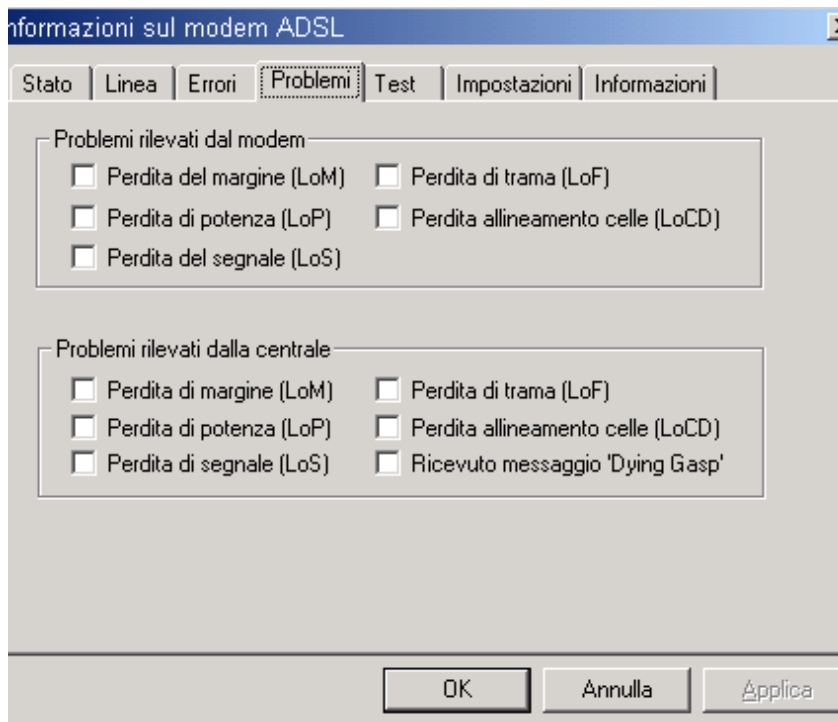 nformazioni sul modem ADSL
Stato Linea Errori Problemi Test Impostazioni Informazioni
Problemi rilevati dal modem
Perdita del margine (LoM) Perdita di trama (LoF)
Perdita di potenza (LoP) Perdita allineamento celle (LoCD)
Perdita del segnale (LoS)
Problemi rilevati dalla centrale
Perdita di margine (LoM) Perdita di trama (LoF)
Perdita di potenza (LoP) Perdita allineamento celle (LoCD)
Perdita di segnale (LoS) Ricevuto messaggio 'Dying Gasp'
OK Annulla Applica